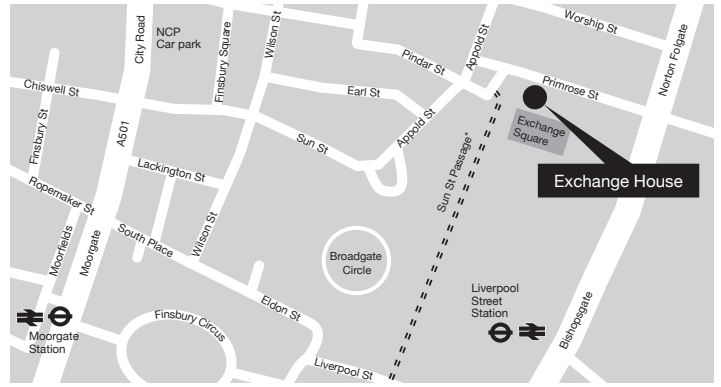 Worship St
Norton Folgate
City Road
NCP
Car park
Finsbury Square
Wilson St
Appold St
Pindar St
Primrose St
Chiswell St
Earl St
Appold St
Exchange
Square
Finsbury St
A501
Sun St
Sun St Passage*
Exchange House
Lackington St
Ropemaker St
South Place
Wilson St
Moorfields
Moorgate
Broadgate
Circle
Liverpool
Street
Station
Eldon St
Finsbury Circus
Bishopsgate
Moorgate
Station
Liverpool St